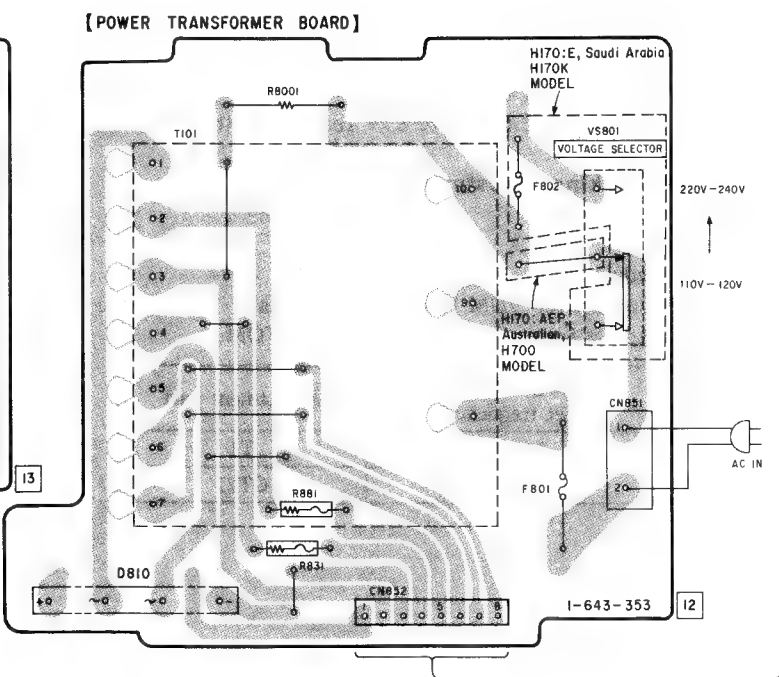 【POWER TRANSFORMER BOARD】
H170:E, Saudi Arabia
H170K
MODEL
R8001
T101
VS801
VOLTAGE SELECTOR
1
2
3
4
5
6
7
10
9
F802
220V-240V
110V-120V
H170:AEP,
Australian,
H700
MODEL
CN851
1
2
AC IN
F801
13
R881
R831
D810
+
~
~
-
CN852
1
5
8
1-643-353
12